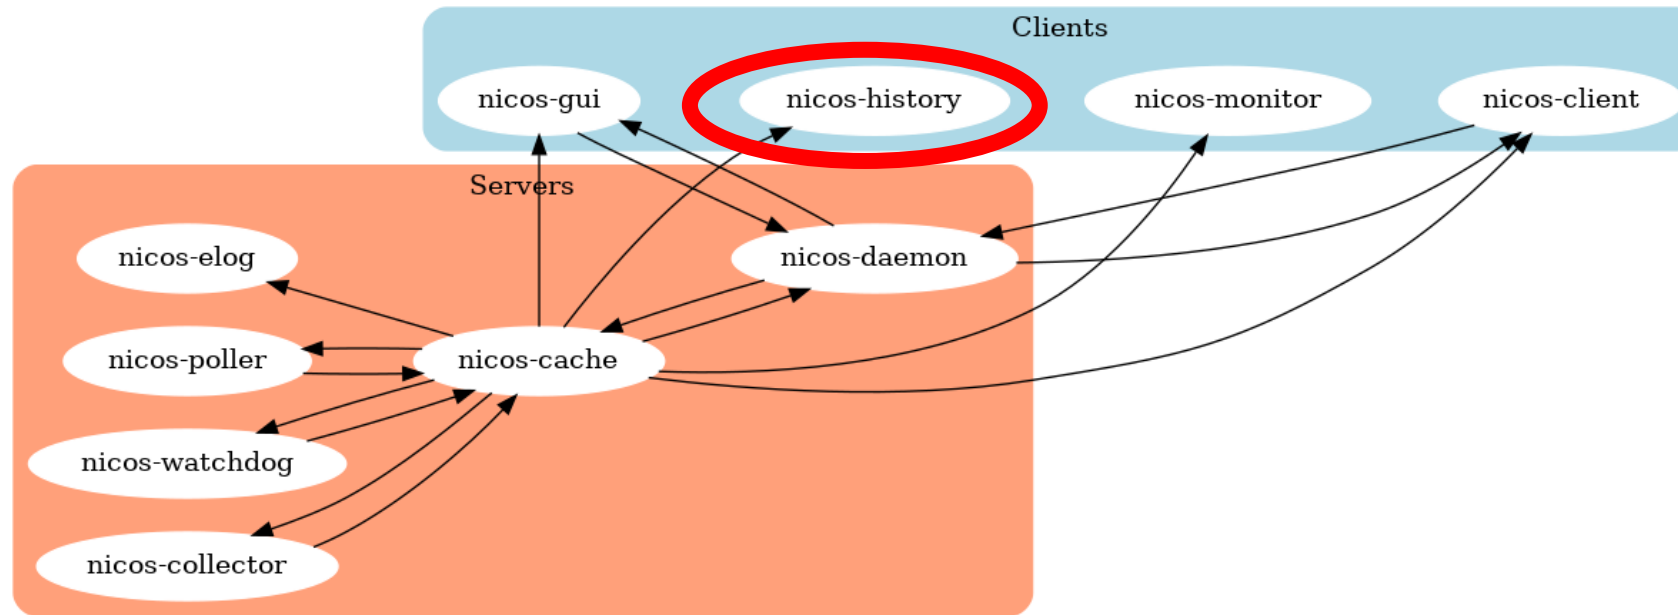 Clients
nicos-gui
nicos-history
nicos-monitor
nicos-client
Servers
nicos-elog
nicos-daemon
nicos-poller
nicos-cache
nicos-watchdog
nicos-collector